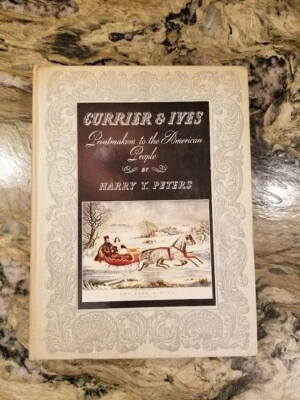 CURRIER & IVES
Printmakers to the American
People
BY
HARRY T. PETERS